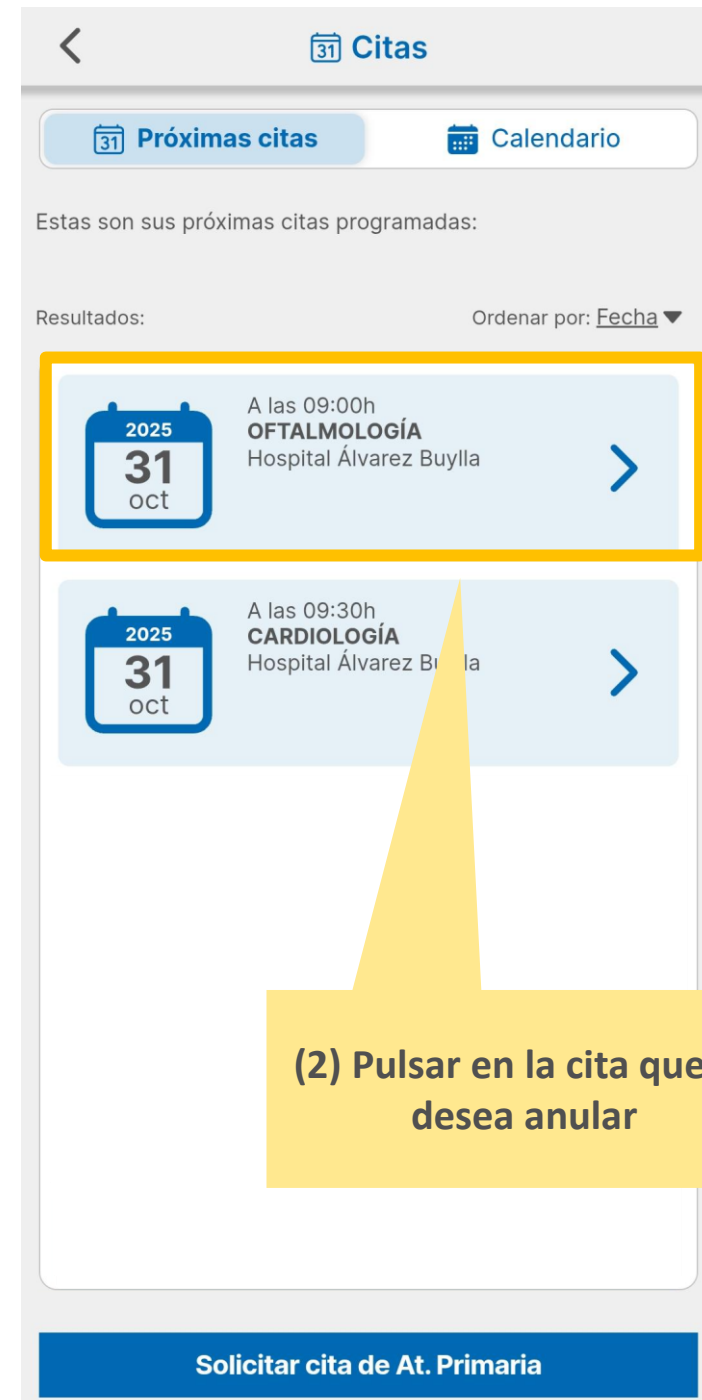 31 Citas
31 Próximas citas
Calendario
Estas son sus próximas citas programadas:
Resultados:
Ordenar por: Fecha
2025
31
oct
A las 09:00h
OFTALMOLOGÍA
Hospital Álvarez Buylla
2025
31
oct
A las 09:30h
CARDIOLOGÍA
Hospital Álvarez
(2) Pulsar en la cita que
desea anular
Solicitar cita de At. Primaria